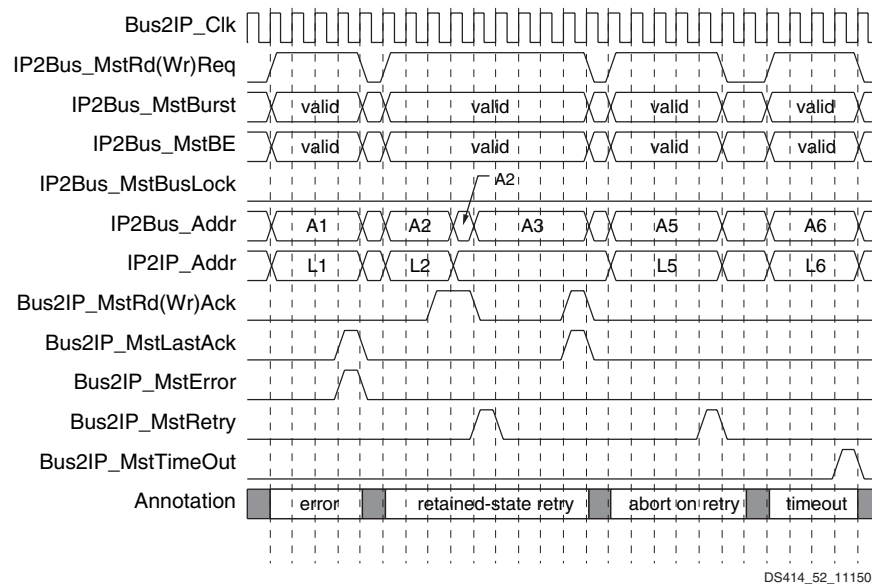 Bus2IP_Clk
IP2Bus_MstRd(Wr)Req
IP2Bus_MstBurst valid valid valid valid
IP2Bus_MstBE valid valid valid valid
IP2Bus_MstBusLock A2
IP2Bus_Addr A1 A2 A3 A5 A6
IP2IP_Addr L1 L2 L5 L6
Bus2IP_MstRd(Wr)Ack
Bus2IP_MstLastAck
Bus2IP_MstError
Bus2IP_MstRetry
Bus2IP_MstTimeOut
Annotation error retained-state retry abort on retry timeout
DS414_52_11150